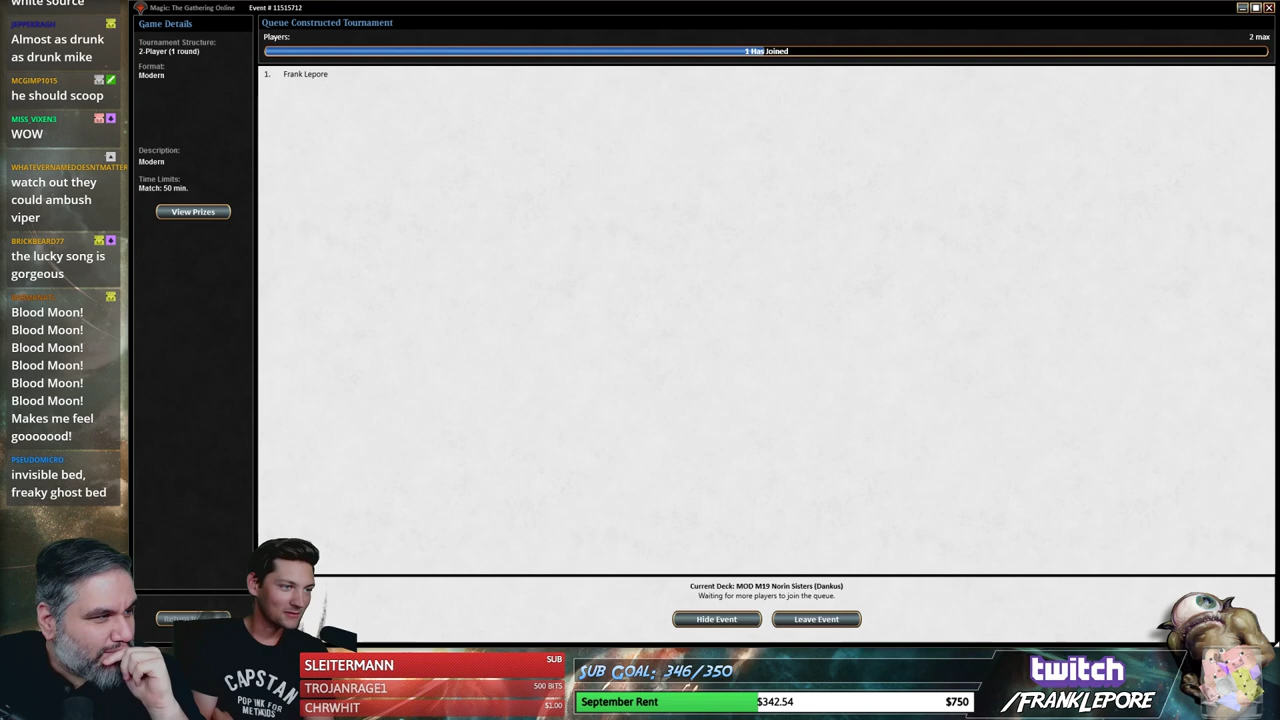 white source
JEPPEKRAGH
Almost as drunk
as drunk mike
MCGIMP1015
he should scoop
MISS_VIXEN3
WOW
WHATEVERNAMEDOESNTMATTER
watch out they
could ambush
viper
BRICKBEARD77
the lucky song is
gorgeous
Blood Moon!
Blood Moon!
Blood Moon!
Blood Moon!
Blood Moon!
Blood Moon!
Makes me feel
gooooood!
PSEUDOMICRO
invisible bed,
freaky ghost bed
Magic: The Gathering Online Event # 11515712
Game Details
Tournament Structure:
2-Player (1 round)
Format:
Modern
Description:
Modern
Time Limits:
Match: 50 min.
View Prizes
Queue Constructed Tournament
Players:
2 max
1 Has Joined
1. Frank Lepore
Current Deck: MOD M19 Norin Sisters (Dankus)
Waiting for more players to join the queue.
Hide Event Leave Event
CAPSTAN
POP INK FOR
METKIDS
SLEITERMANN SUB
TROJANRAGE1 500 BITS
CHRWHIT $1.00
SUB GOAL: 346/350
September Rent $342.54 $750
twitch
/FRANKLEPORE